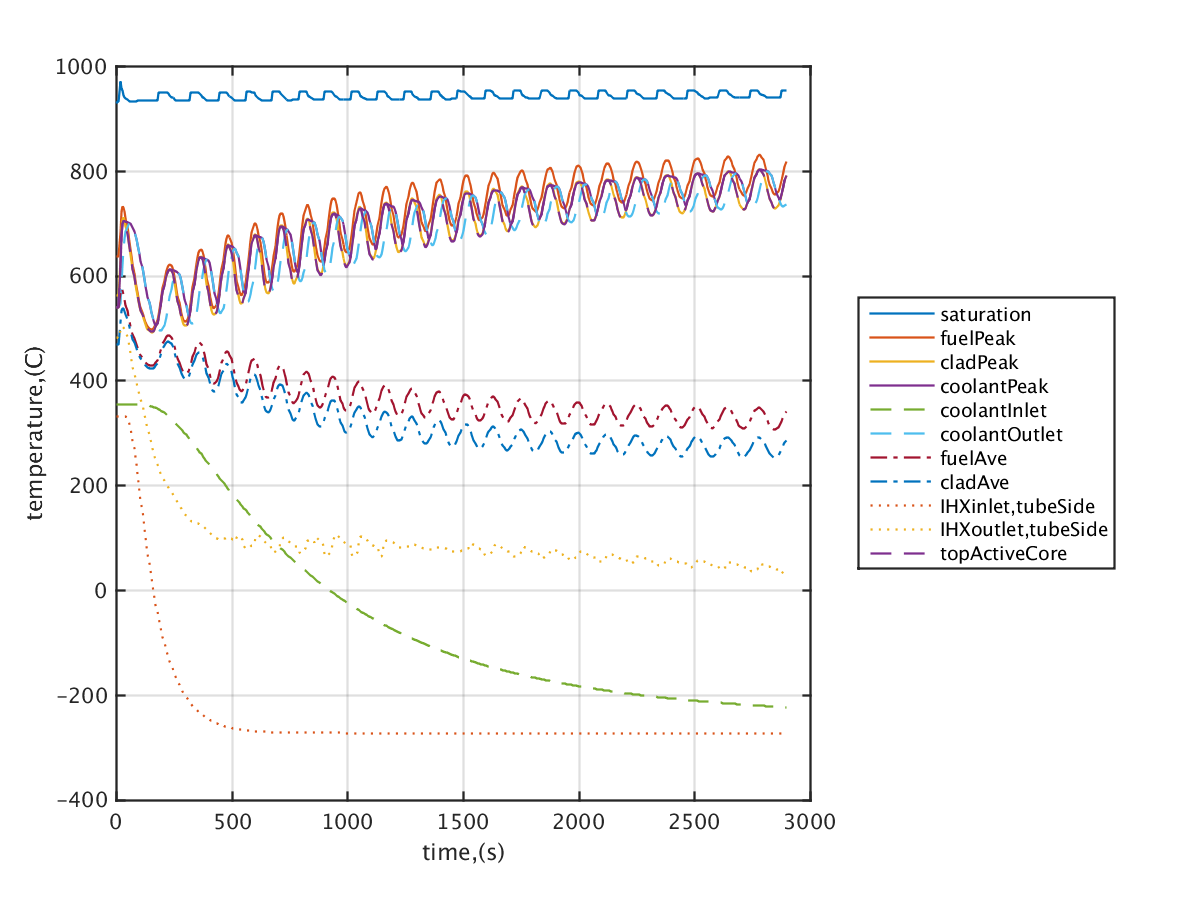 1000
800
600
400
200
0
-200
-400
temperature,(C)
0 500 1000 1500 2000 2500 3000
time,(s)
saturation
fuelPeak
cladPeak
coolantPeak
coolantInlet
coolantOutlet
fuelAve
cladAve
IHXinlet,tubeSide
IHXoutlet,tubeSide
topActiveCore